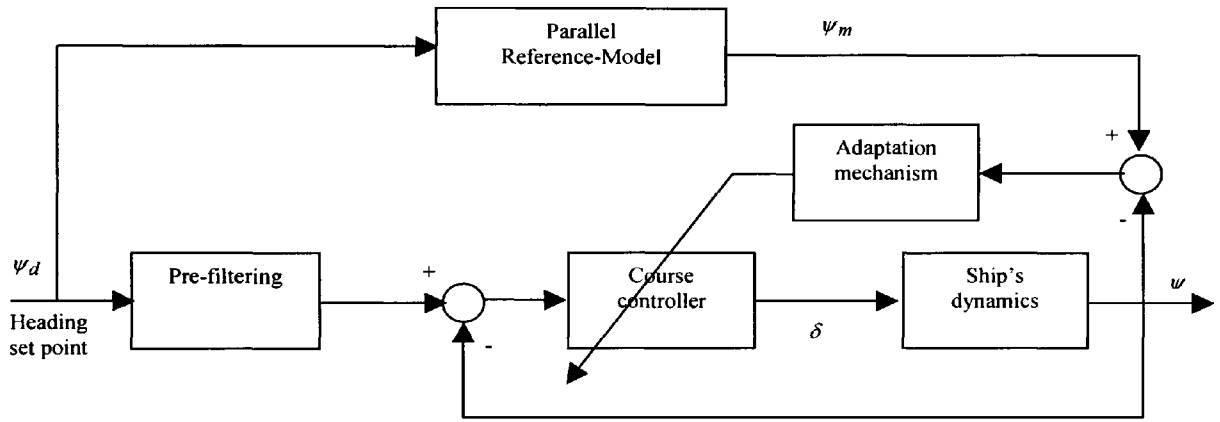 Parallel
Reference-Model
ψm
+
Adaptation
mechanism
-
ψd
Pre-filtering
+
Course
controller
Ship's
dynamics
ψ
Heading
set point
-
δ